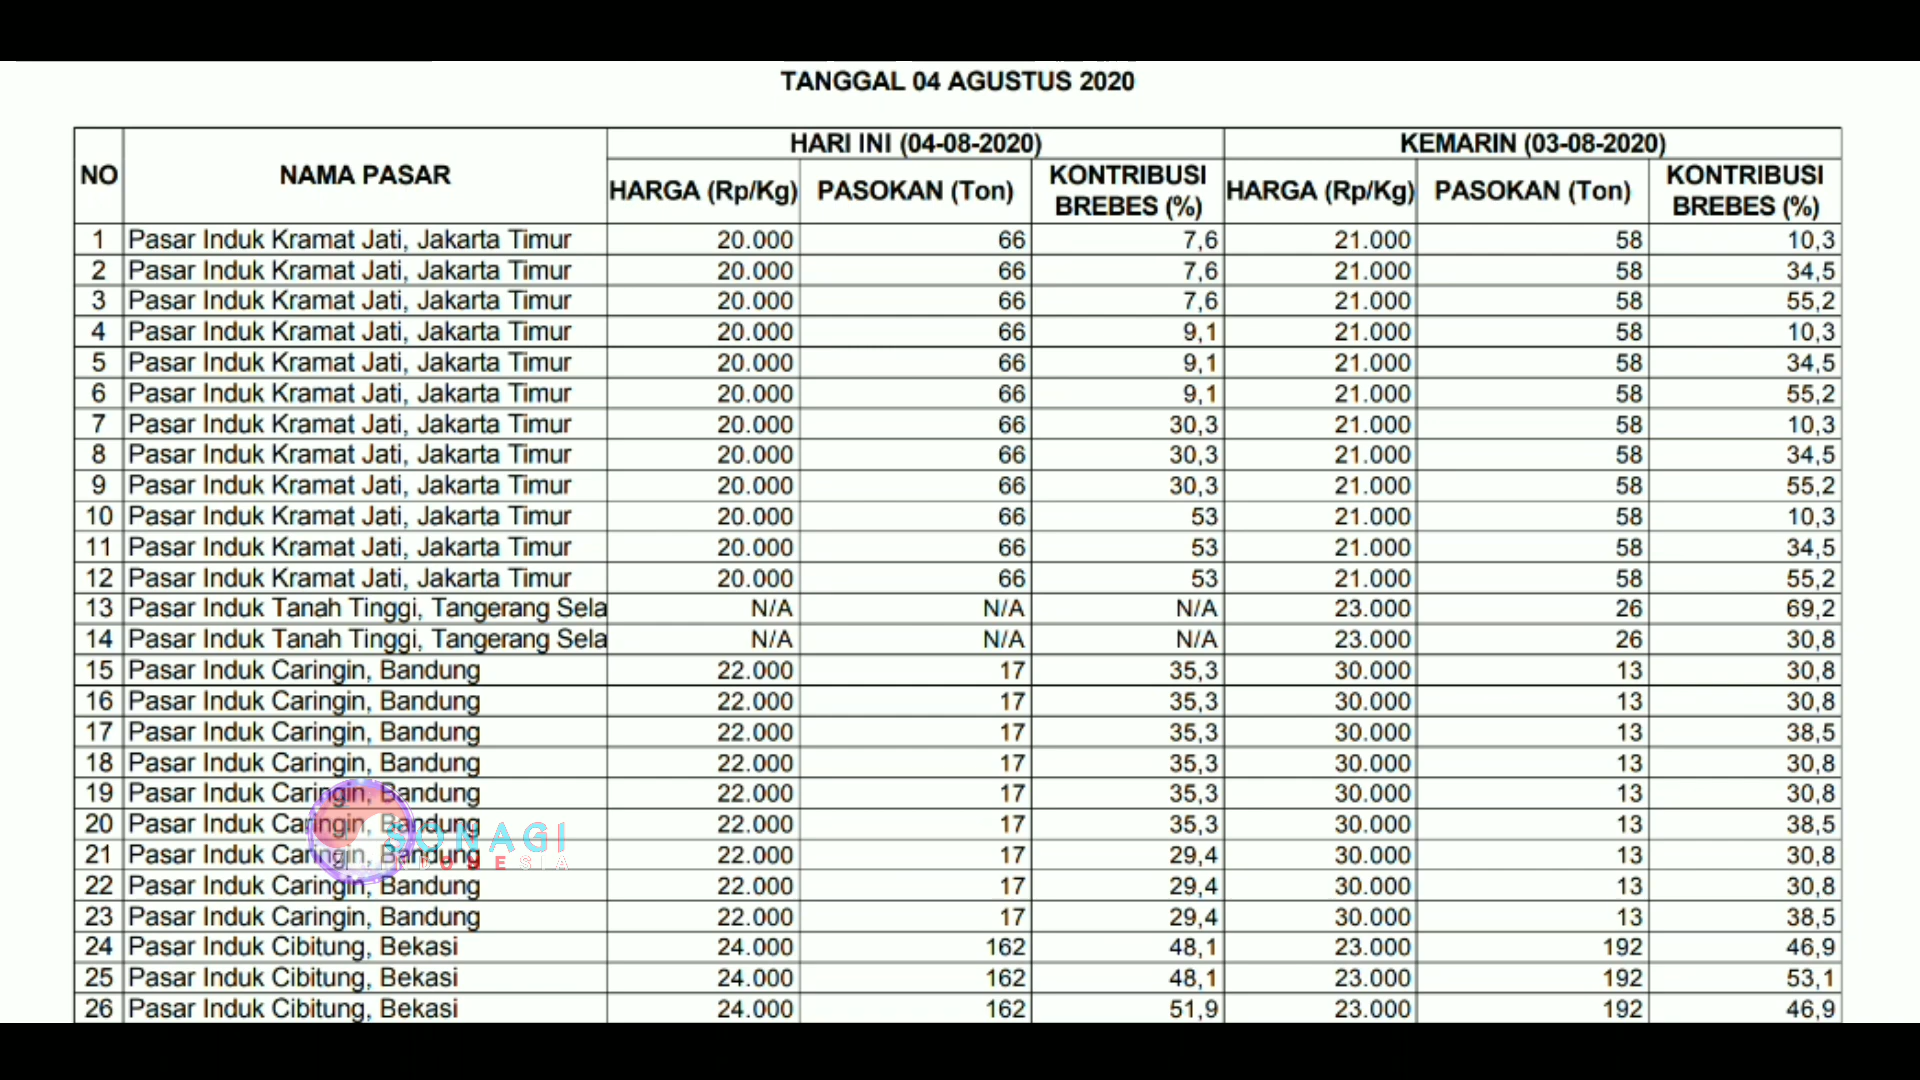 TANGGAL 04 AGUSTUS 2020
NO NAMA PASAR HARI INI (04-08-2020) KEMARIN (03-08-2020)
HARGA (Rp/Kg) PASOKAN (Ton) KONTRIBUSI BREBES (%) HARGA (Rp/Kg) PASOKAN (Ton) KONTRIBUSI BREBES (%)
1 Pasar Induk Kramat Jati, Jakarta Timur 20.000 66 7,6 21.000 58 10,3
2 Pasar Induk Kramat Jati, Jakarta Timur 20.000 66 7,6 21.000 58 34,5
3 Pasar Induk Kramat Jati, Jakarta Timur 20.000 66 7,6 21.000 58 55,2
4 Pasar Induk Kramat Jati, Jakarta Timur 20.000 66 9,1 21.000 58 10,3
5 Pasar Induk Kramat Jati, Jakarta Timur 20.000 66 9,1 21.000 58 34,5
6 Pasar Induk Kramat Jati, Jakarta Timur 20.000 66 9,1 21.000 58 55,2
7 Pasar Induk Kramat Jati, Jakarta Timur 20.000 66 30,3 21.000 58 10,3
8 Pasar Induk Kramat Jati, Jakarta Timur 20.000 66 30,3 21.000 58 34,5
9 Pasar Induk Kramat Jati, Jakarta Timur 20.000 66 30,3 21.000 58 55,2
10 Pasar Induk Kramat Jati, Jakarta Timur 20.000 66 53 21.000 58 10,3
11 Pasar Induk Kramat Jati, Jakarta Timur 20.000 66 53 21.000 58 34,5
12 Pasar Induk Kramat Jati, Jakarta Timur 20.000 66 53 21.000 58 55,2
13 Pasar Induk Tanah Tinggi, Tangerang Sela N/A N/A N/A 23.000 26 69,2
14 Pasar Induk Tanah Tinggi, Tangerang Sela N/A N/A N/A 23.000 26 30,8
15 Pasar Induk Caringin, Bandung 22.000 17 35,3 30.000 13 30,8
16 Pasar Induk Caringin, Bandung 22.000 17 35,3 30.000 13 30,8
17 Pasar Induk Caringin, Bandung 22.000 17 35,3 30.000 13 38,5
18 Pasar Induk Caringin, Bandung 22.000 17 35,3 30.000 13 30,8
19 Pasar Induk Caringin, Bandung 22.000 17 35,3 30.000 13 30,8
20 Pasar Induk Caringin, Bandung 22.000 17 35,3 30.000 13 38,5
21 Pasar Induk Caringin, Bandung 22.000 17 29,4 30.000 13 30,8
22 Pasar Induk Caringin, Bandung 22.000 17 29,4 30.000 13 30,8
23 Pasar Induk Caringin, Bandung 22.000 17 29,4 30.000 13 38,5
24 Pasar Induk Cibitung, Bekasi 24.000 162 48,1 23.000 192 46,9
25 Pasar Induk Cibitung, Bekasi 24.000 162 48,1 23.000 192 53,1
26 Pasar Induk Cibitung, Bekasi 24.000 162 51,9 23.000 192 46,9
SONAGI
INDONESIA